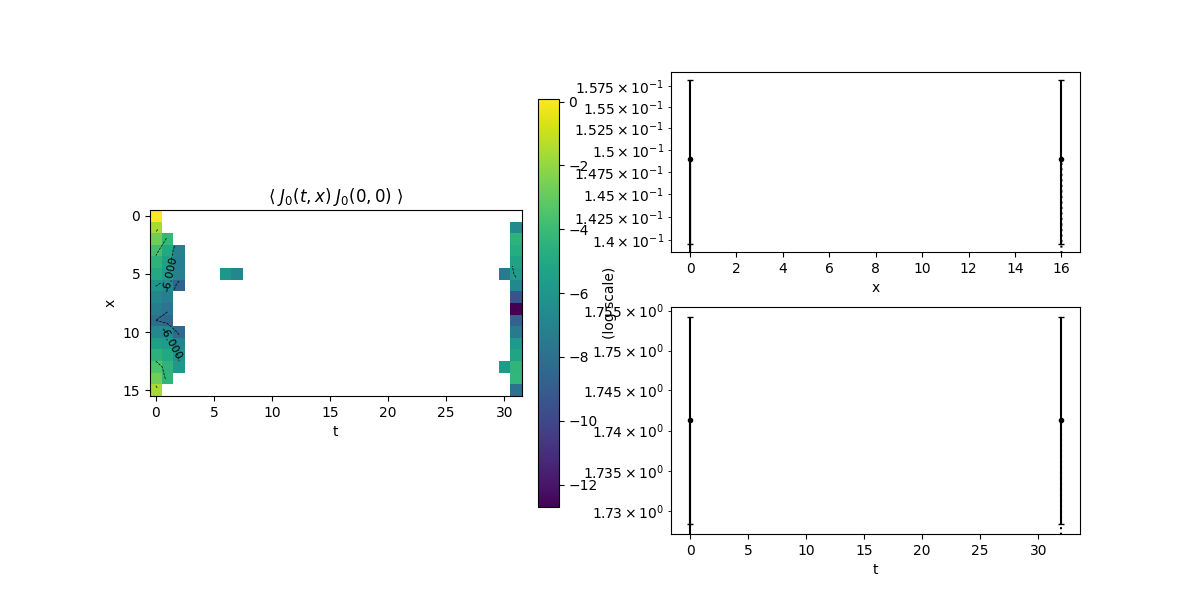 ⟨ J₀(t, x) J₀(0, 0) ⟩
0
5
10
15
x
0
5
10
15
20
25
30
t
-6.000
6.000
0
−2
−4
−6
−8
−10
−12
(log scale)
1.575 × 10⁻¹
1.55 × 10⁻¹
1.525 × 10⁻¹
1.5 × 10⁻¹
1.475 × 10⁻¹
1.45 × 10⁻¹
1.425 × 10⁻¹
1.4 × 10⁻¹
0
2
4
6
8
10
12
14
16
x
1.755 × 10⁰
1.75 × 10⁰
1.745 × 10⁰
1.74 × 10⁰
1.735 × 10⁰
1.73 × 10⁰
0
5
10
15
20
25
30
t